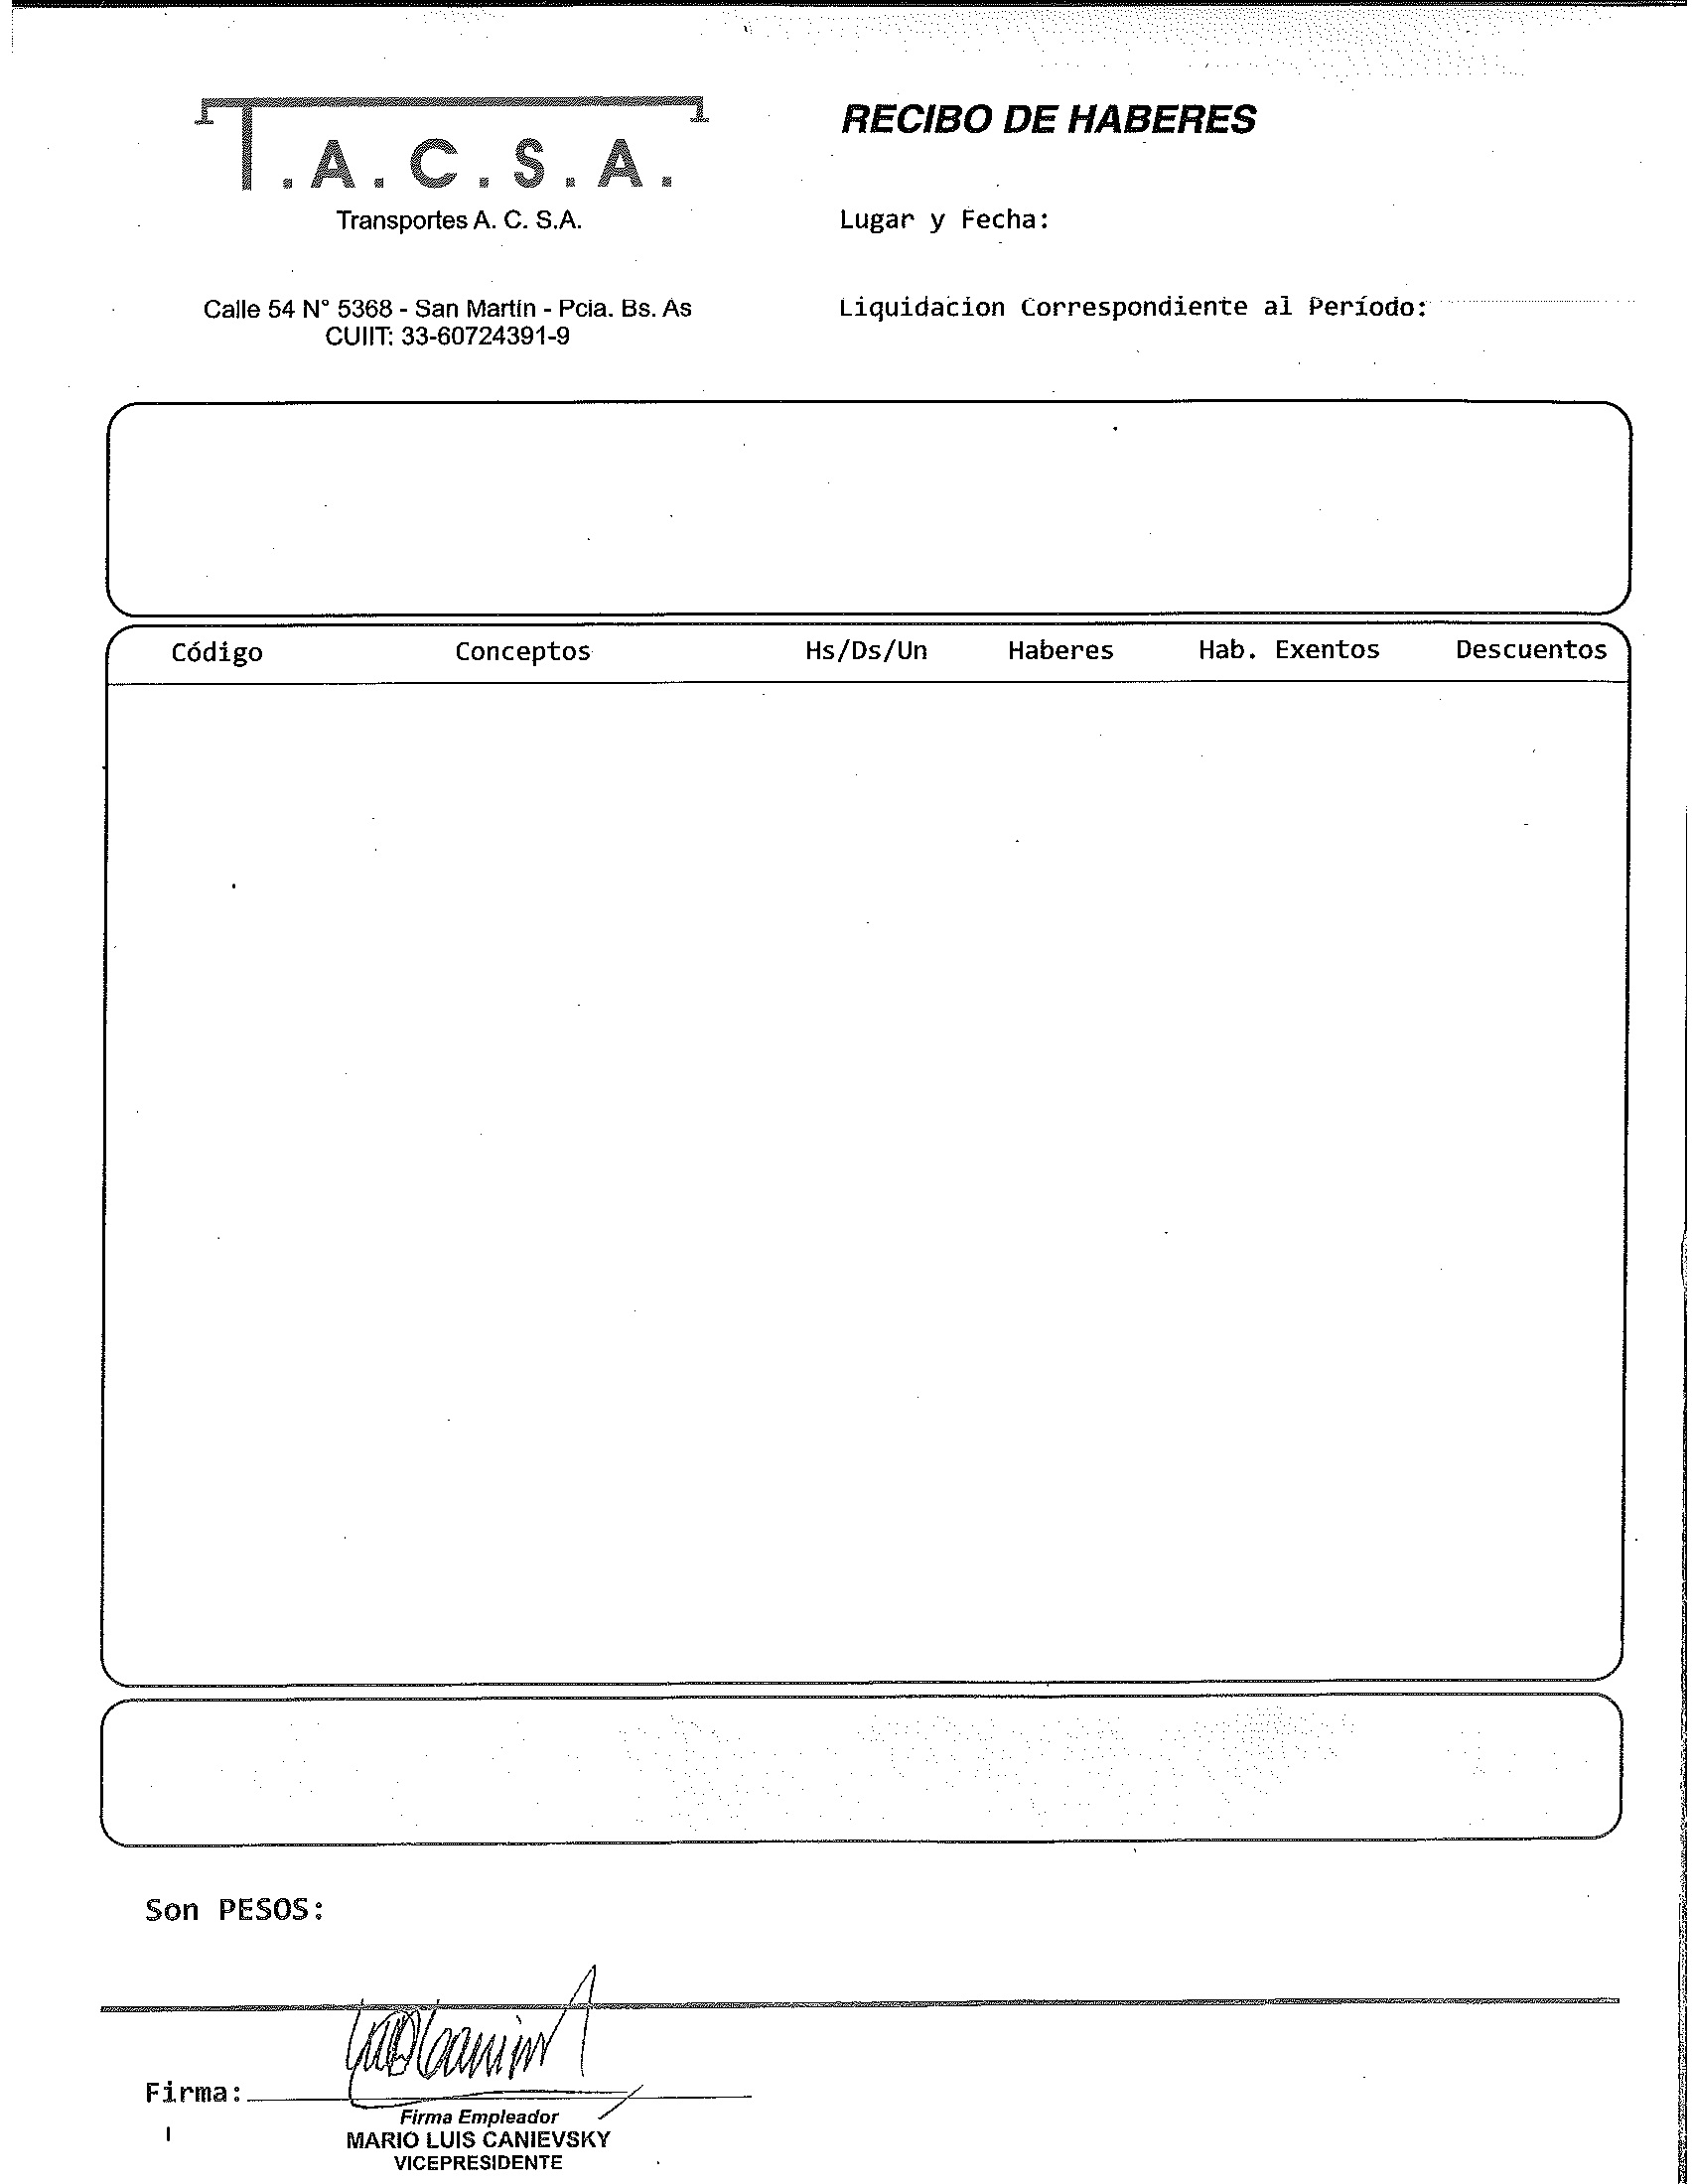 T.A.C.S.A.
Transportes A. C. S.A.
Calle 54 N° 5368 - San Martín - Pcia. Bs. As
CUIIT: 33-60724391-9
RECIBO DE HABERES
Lugar y Fecha:
Liquidacion Correspondiente al Período:
Código Conceptos Hs/Ds/Un Haberes Hab. Exentos Descuentos
Son PESOS:
Firma:
Firma Empleador
MARIO LUIS CANIEVSKY
VICEPRESIDENTE